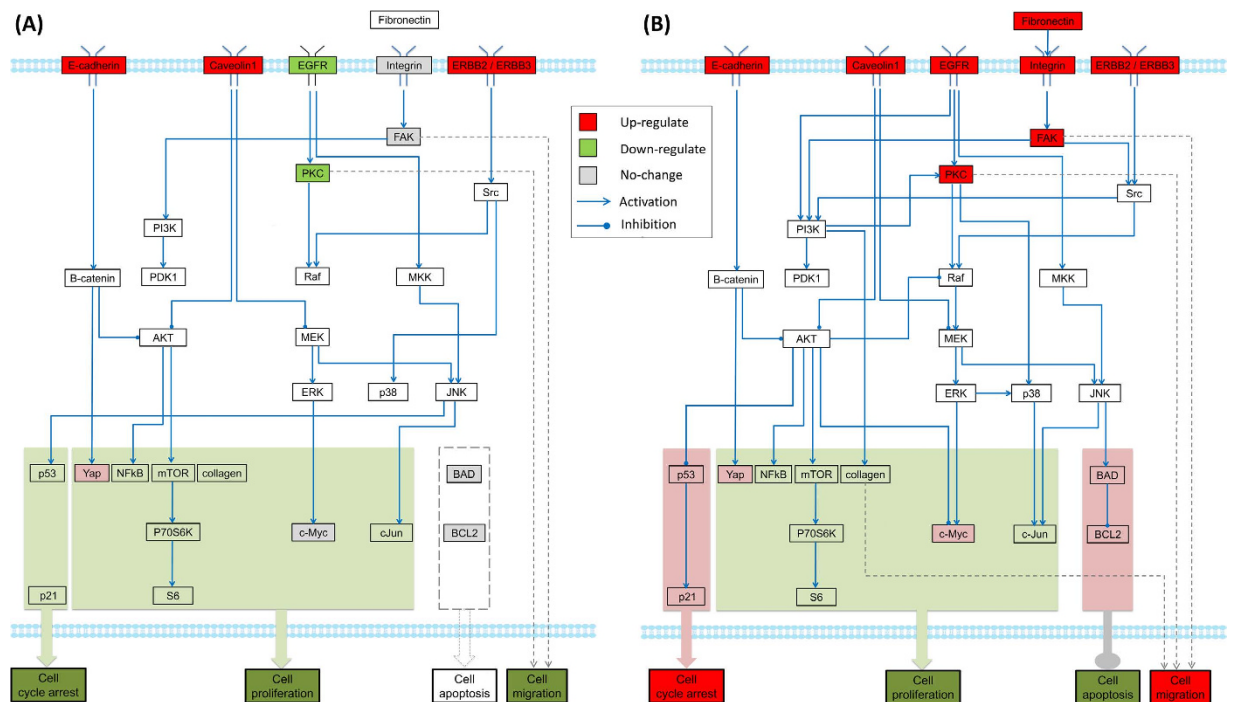 (A)
Fibronectin
E-cadherin
Caveolin1
EGFR
Integrin
ERBB2 / ERBB3
FAK
PKC
Src
PI3K
B-catenin
PDK1
Raf
MKK
AKT
MEK
ERK
p38
JNK
p53
Yap
NFkB
mTOR
collagen
BAD
P70S6K
c-Myc
cJun
BCL2
p21
S6
Cell
cycle arrest
Cell
proliferation
Cell
apoptosis
Cell
migration
Up-regulate
Down-regulate
No-change
Activation
Inhibition
(B)
Fibronectin
E-cadherin
Caveolin1
EGFR
Integrin
ERBB2 / ERBB3
FAK
PKC
Src
PI3K
B-catenin
PDK1
Raf
MKK
AKT
MEK
ERK
p38
JNK
p53
Yap
NFkB
mTOR
collagen
BAD
P70S6K
c-Myc
c-Jun
BCL2
p21
S6
Cell
cycle arrest
Cell
proliferation
Cell
apoptosis
Cell
migration